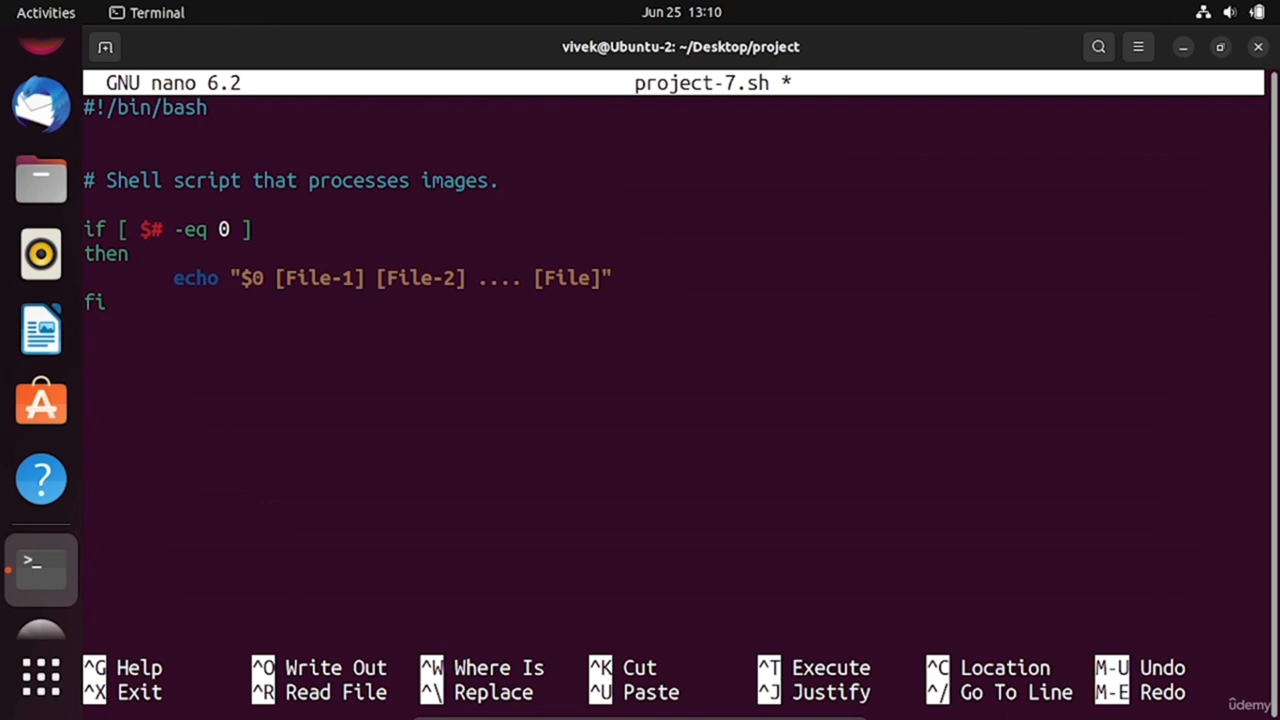 Activities Terminal Jun 25 13:10
vivek@Ubuntu-2: ~/Desktop/project
GNU nano 6.2 project-7.sh *
#!/bin/bash
# Shell script that processes images.
if [ $# -eq 0 ]
then
echo "$0 [File-1] [File-2] .... [File]"
fi
^G Help ^O Write Out ^W Where Is ^K Cut ^T Execute ^C Location M-U Undo
^X Exit ^R Read File ^\ Replace ^U Paste ^J Justify ^/ Go To Line M-E Redo
ûdemy